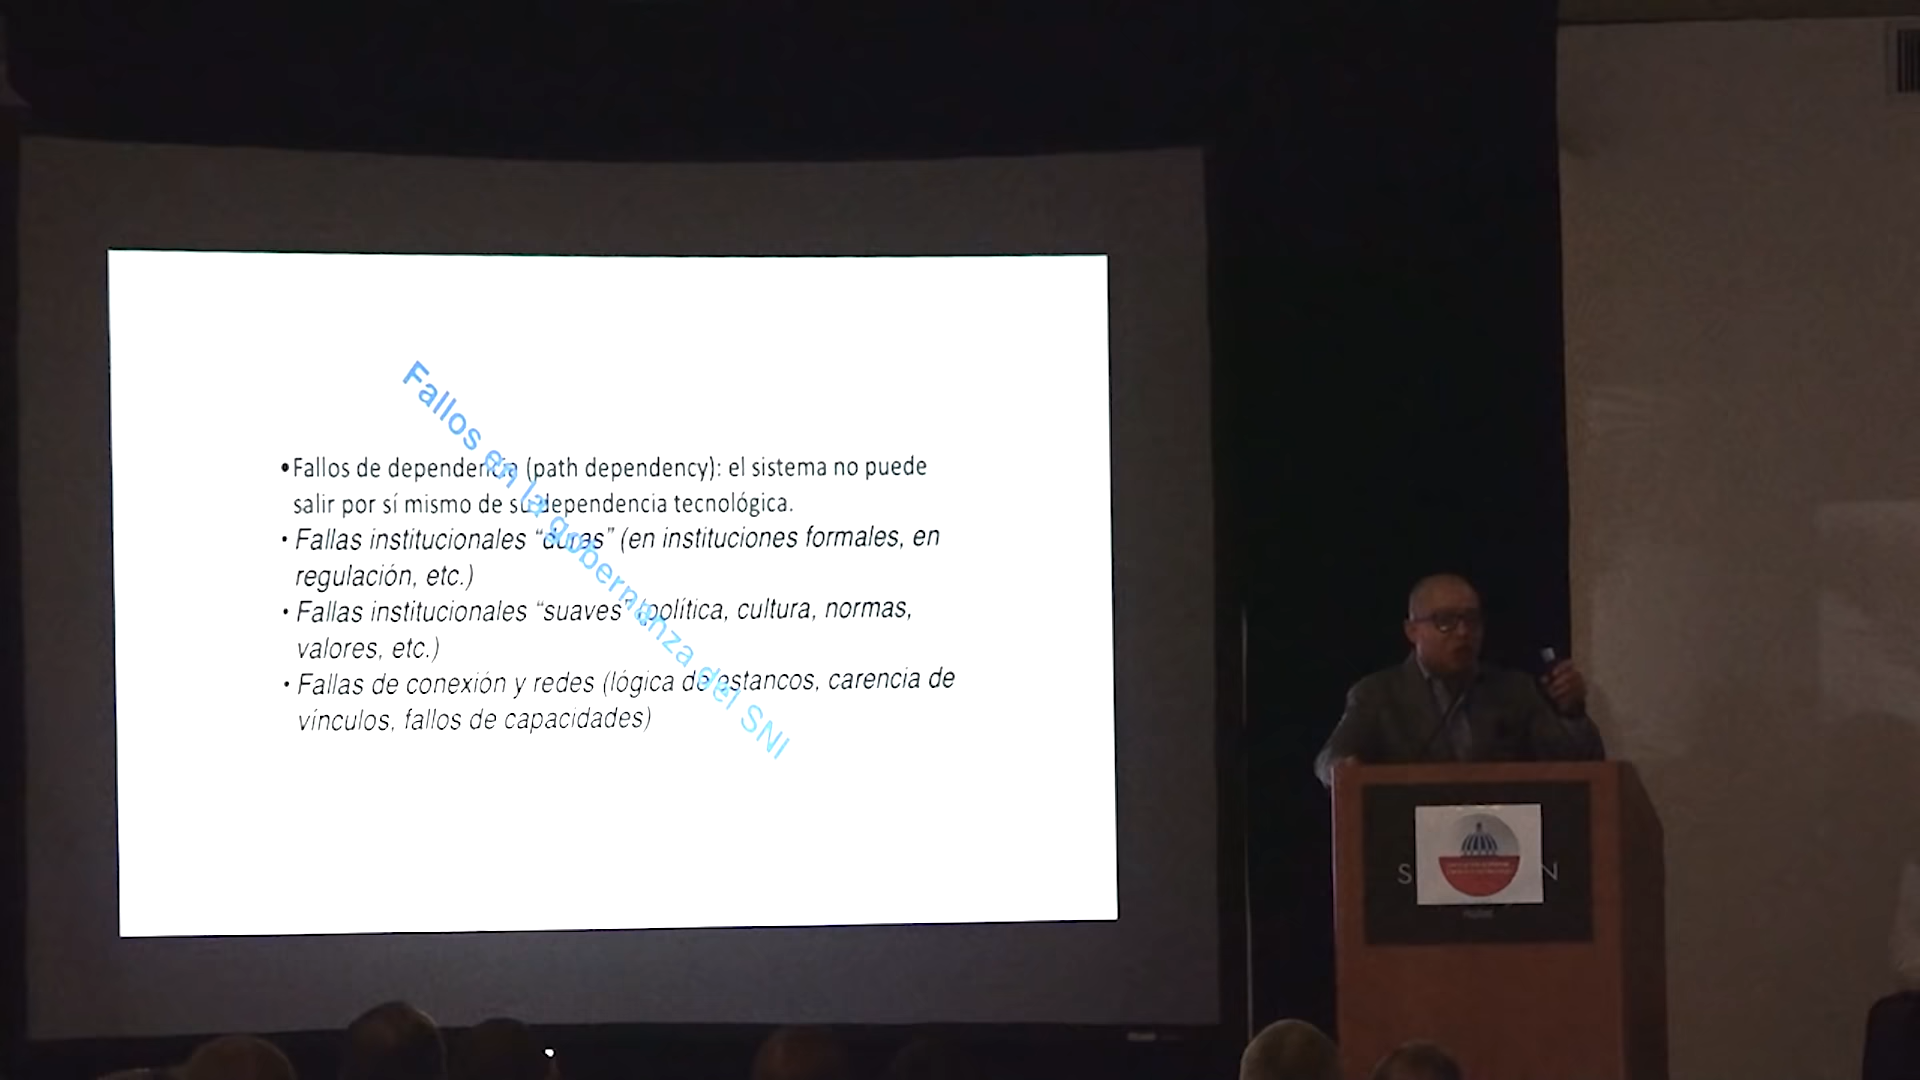 Fallos en la gobernanza del SNI
•Fallos de dependencia (path dependency): el sistema no puede
salir por sí mismo de su dependencia tecnológica.
• Fallas institucionales “duras” (en instituciones formales, en
regulación, etc.)
• Fallas institucionales “suaves” (política, cultura, normas,
valores, etc.)
• Fallas de conexión y redes (lógica de estancos, carencia de
vínculos, fallos de capacidades)
S N